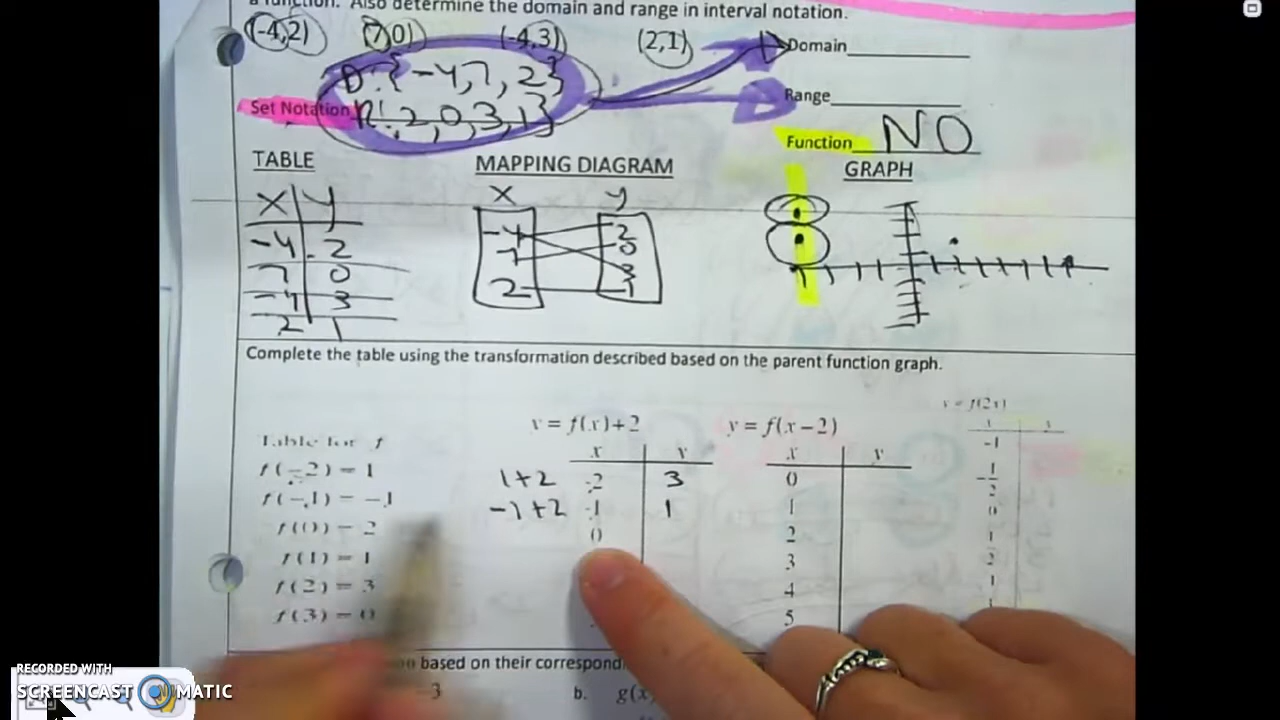 a function. Also determine the domain and range in interval notation.
(-4,2) (7,0) (-4,3) (2,1)
Domain
D: {-4,7,2}
Set Notation R: 2,0,3,1}
Range
Function NO
TABLE MAPPING DIAGRAM GRAPH
x y
-4 2
7 0
-4 3
2 1
x y
-4 2
7 0
2 3
1
Complete the table using the transformation described based on the parent function graph.
Table for f
f(-2) = 1
f(-1) = -1
f(0) = 2
f(1) = 1
f(2) = 3
f(3) = 0
y = f(x)+2
x y
1+2 -2 3
-1+2 -1 1
0
y = f(x-2)
x y
0
1
2
3
4
5
y = f(2x)
-1
-1/2
0
1/2
1
based on their correspond
-3
b. g(x
RECORDED WITH
SCREENCAST MATIC